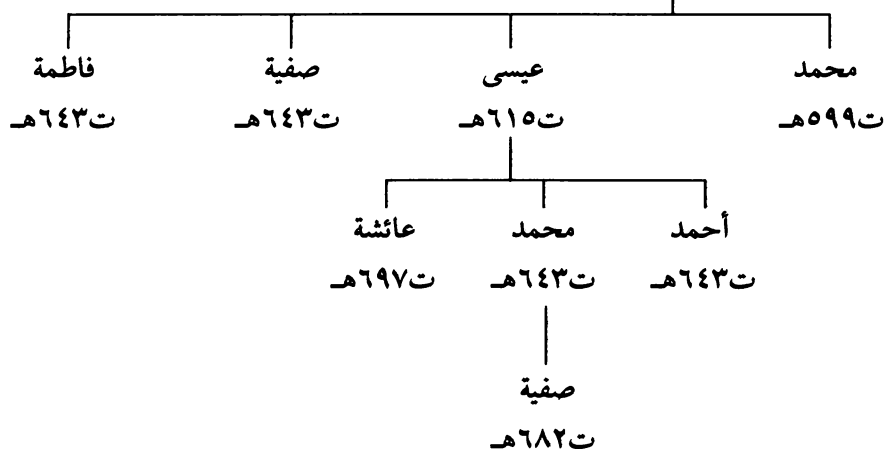 محمد عيسى صفية فاطمة
ت٥٩٩هـ ت٦١٥هـ ت٦٤٣هـ ت٦٤٣هـ
أحمد محمد عائشة
ت٦٤٣هـ ت٦٤٣هـ ت٦٩٧هـ
صفية
ت٦٨٢هـ